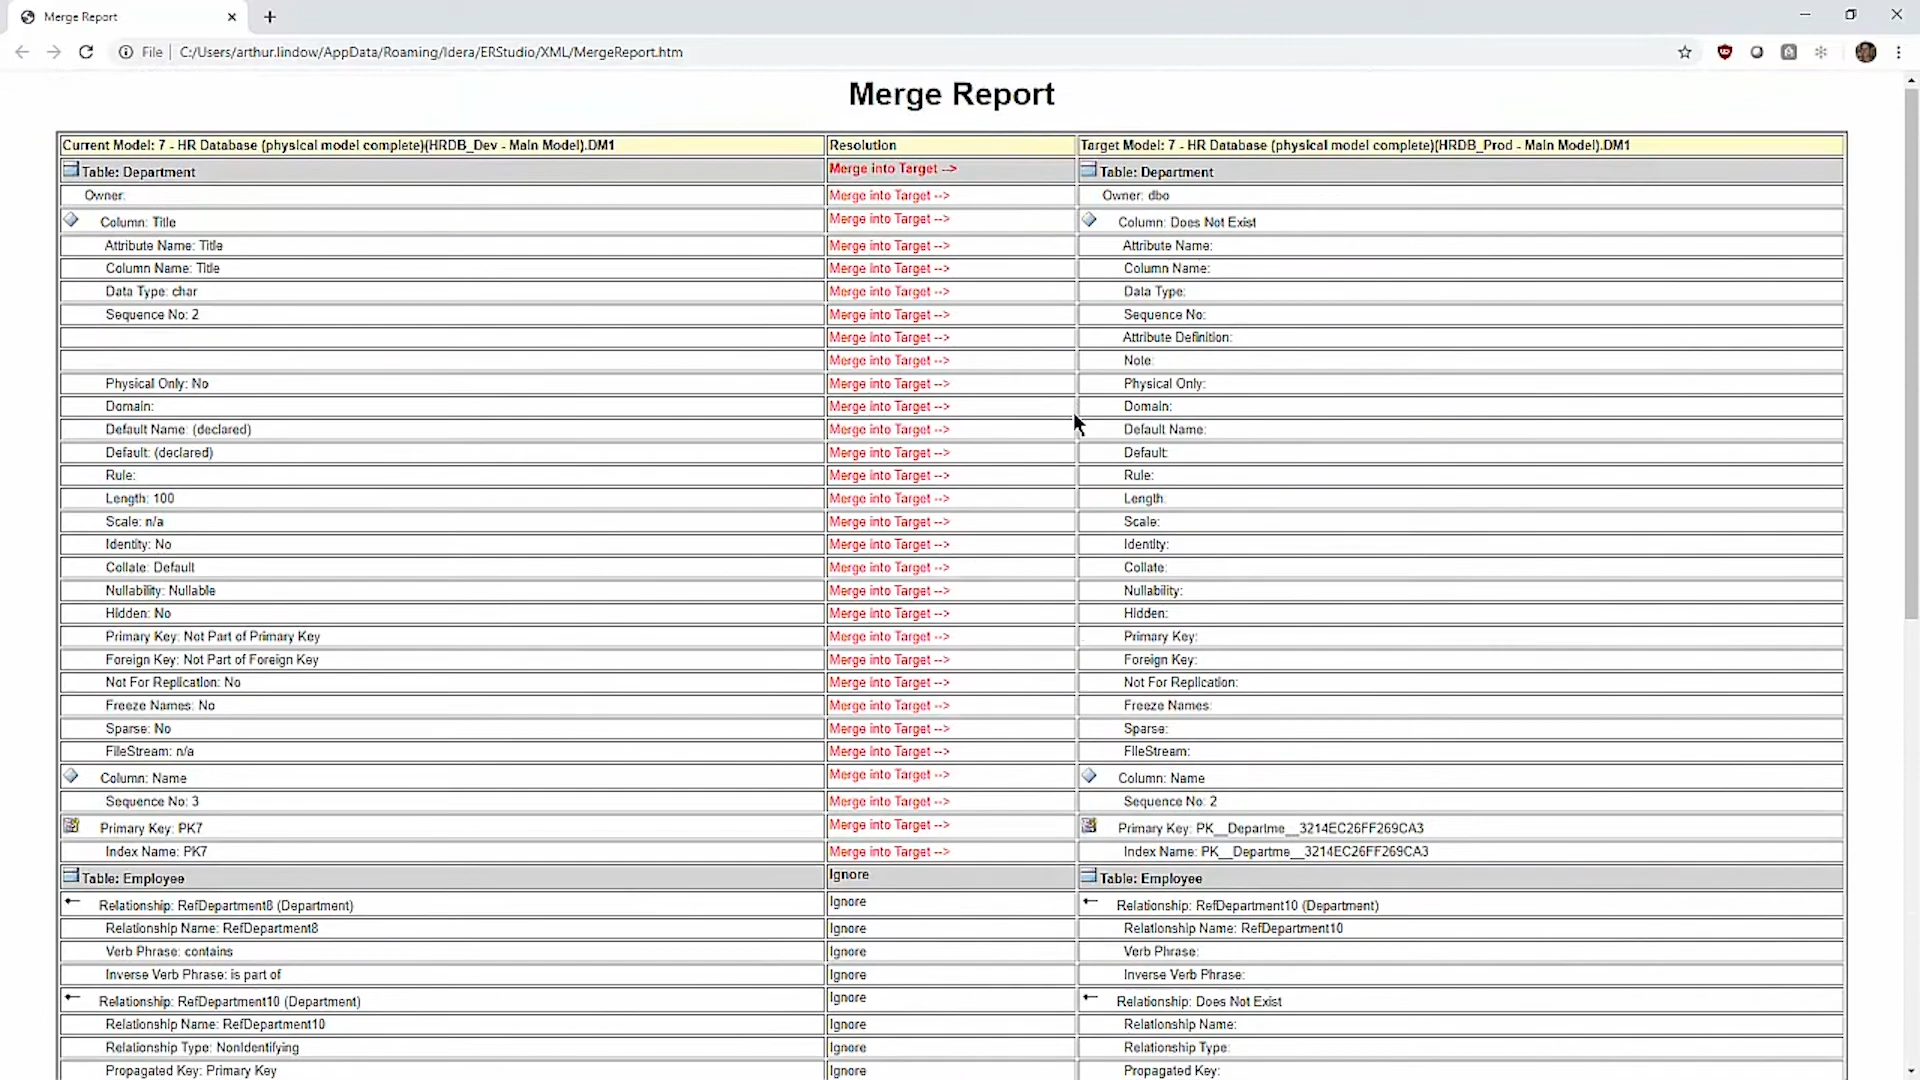 Merge Report
File | C:/Users/arthur.lindow/AppData/Roaming/Idera/ERStudio/XML/MergeReport.htm
Merge Report
Current Model: 7 - HR Database (physical model complete)(HRDB_Dev - Main Model).DM1 Resolution Target Model: 7 - HR Database (physical model complete)(HRDB_Prod - Main Model).DM1
Table: Department Merge into Target --> Table: Department
Owner: Merge into Target --> Owner: dbo
Column: Title Merge into Target --> Column: Does Not Exist
Attribute Name: Title Merge into Target --> Attribute Name:
Column Name: Title Merge into Target --> Column Name:
Data Type: char Merge into Target --> Data Type:
Sequence No: 2 Merge into Target --> Sequence No:
Merge into Target --> Attribute Definition:
Merge into Target --> Note:
Physical Only: No Merge into Target --> Physical Only:
Domain: Merge into Target --> Domain:
Default Name: (declared) Merge into Target --> Default Name:
Default: (declared) Merge into Target --> Default:
Rule: Merge into Target --> Rule:
Length: 100 Merge into Target --> Length:
Scale: n/a Merge into Target --> Scale:
Identity: No Merge into Target --> Identity:
Collate: Default Merge into Target --> Collate:
Nullability: Nullable Merge into Target --> Nullability:
Hidden: No Merge into Target --> Hidden:
Primary Key: Not Part of Primary Key Merge into Target --> Primary Key:
Foreign Key: Not Part of Foreign Key Merge into Target --> Foreign Key:
Not For Replication: No Merge into Target --> Not For Replication:
Freeze Names: No Merge into Target --> Freeze Names:
Sparse: No Merge into Target --> Sparse:
FileStream: n/a Merge into Target --> FileStream:
Column: Name Merge into Target --> Column: Name
Sequence No: 3 Merge into Target --> Sequence No: 2
Primary Key: PK7 Merge into Target --> Primary Key: PK__Departme__3214EC26FF269CA3
Index Name: PK7 Merge into Target --> Index Name: PK__Departme__3214EC26FF269CA3
Table: Employee Ignore Table: Employee
Relationship: RefDepartment8 (Department) Ignore Relationship: RefDepartment10 (Department)
Relationship Name: RefDepartment8 Ignore Relationship Name: RefDepartment10
Verb Phrase: contains Ignore Verb Phrase:
Inverse Verb Phrase: is part of Ignore Inverse Verb Phrase:
Relationship: RefDepartment10 (Department) Ignore Relationship: Does Not Exist
Relationship Name: RefDepartment10 Ignore Relationship Name:
Relationship Type: NonIdentifying Ignore Relationship Type:
Propagated Key: Primary Key Ignore Propagated Key: